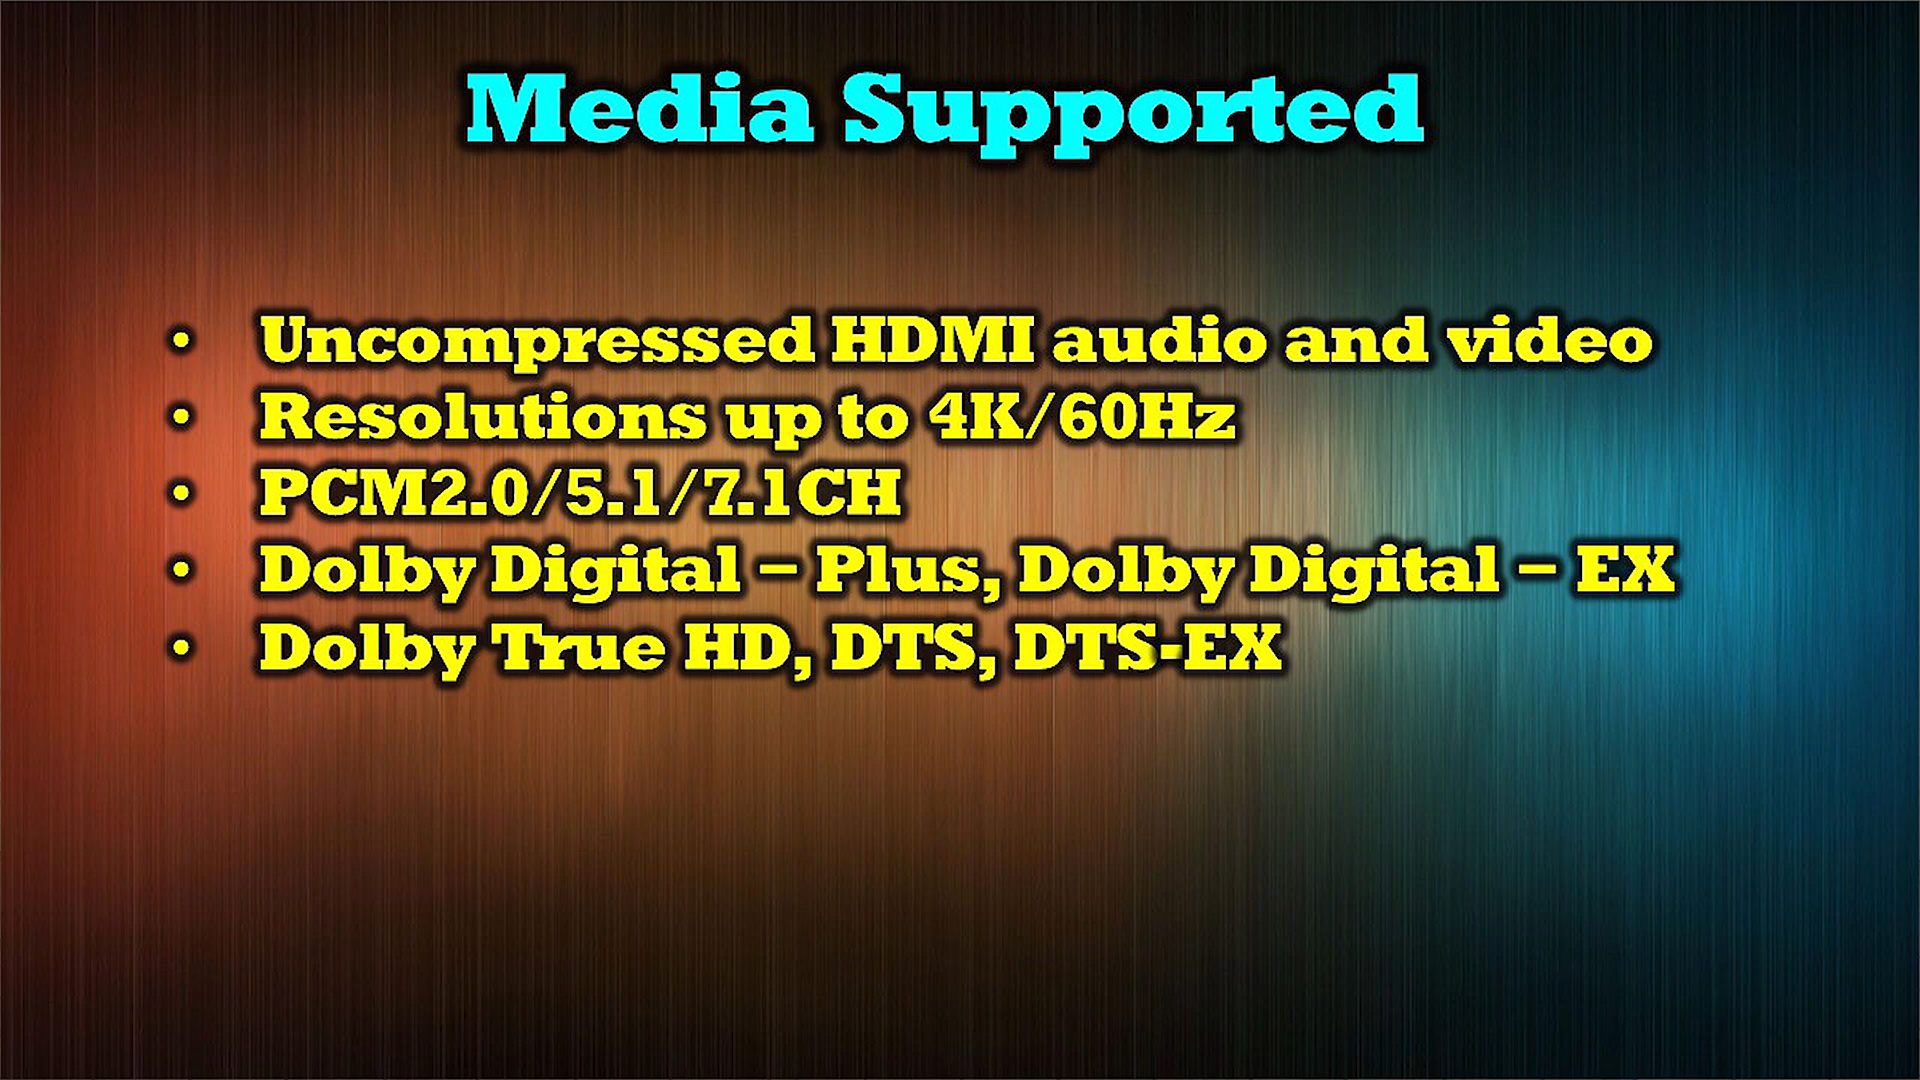 Media Supported
• Uncompressed HDMI audio and video
• Resolutions up to 4K/60Hz
• PCM2.0/5.1/7.1CH
• Dolby Digital – Plus, Dolby Digital – EX
• Dolby True HD, DTS, DTS-EX